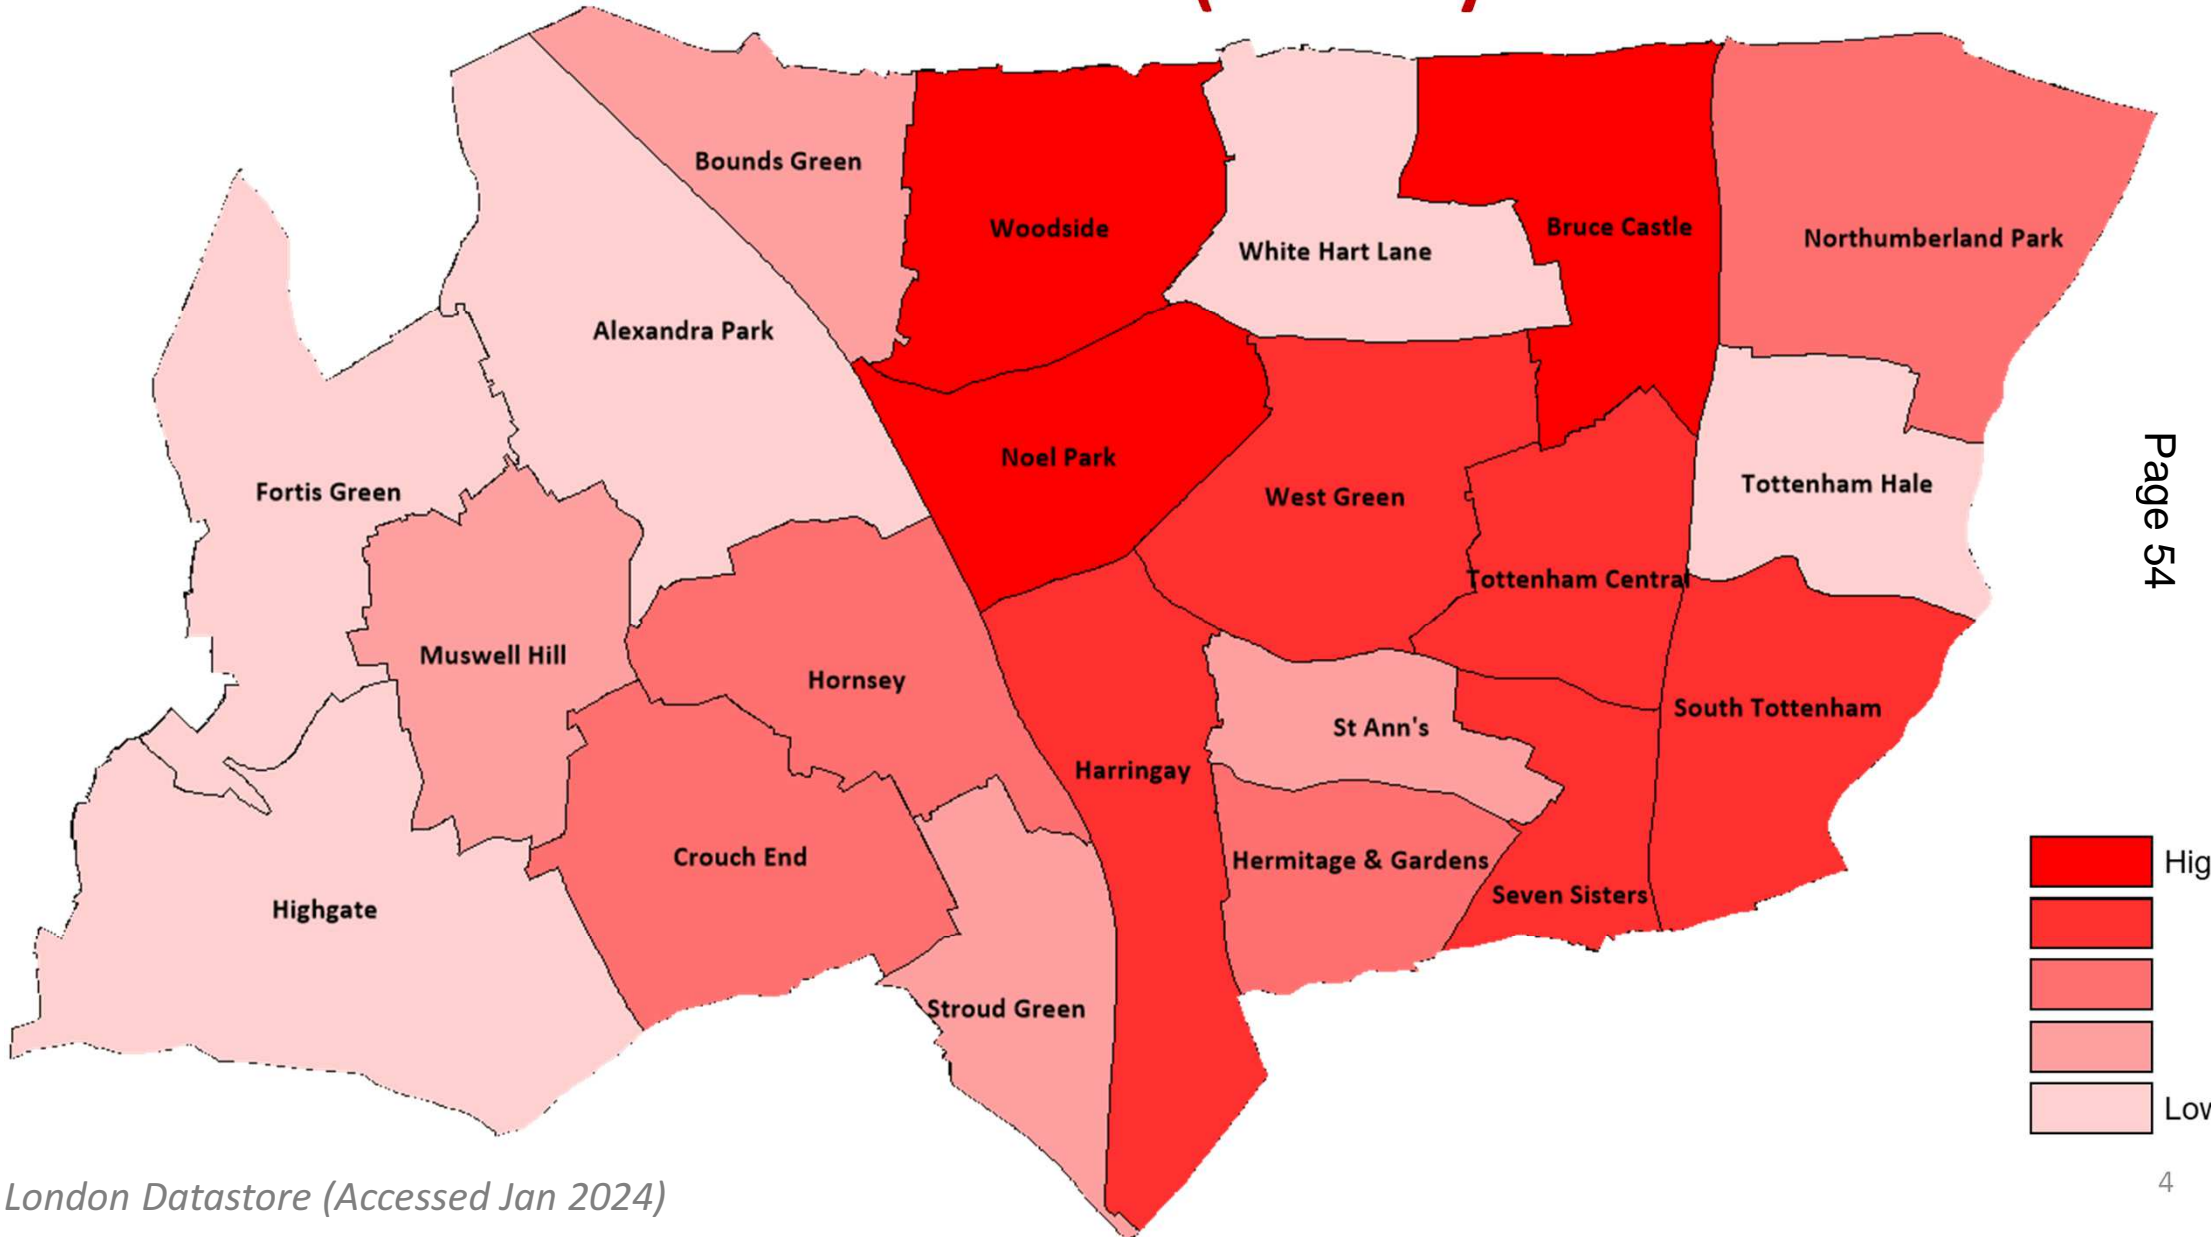 Bounds Green
Woodside
Bruce Castle
White Hart Lane
Northumberland Park
Alexandra Park
Noel Park
Tottenham Hale
Fortis Green
West Green
Tottenham Central
Muswell Hill
Hornsey
South Tottenham
St Ann's
Harringay
Crouch End
Hermitage & Gardens
Seven Sisters
Highgate
Stroud Green
Page 54
Hig
Low
London Datastore (Accessed Jan 2024)
4